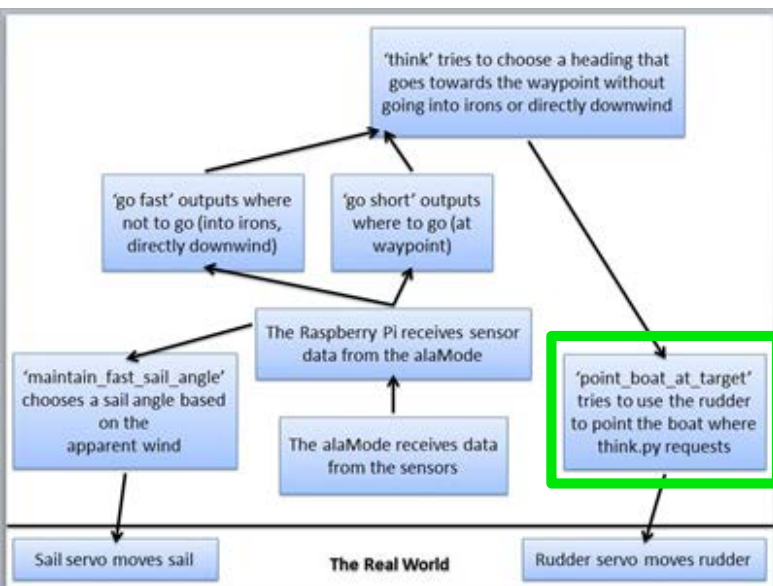 ‘think’ tries to choose a heading that
goes towards the waypoint without
going into irons or directly downwind
‘go fast’ outputs where
not to go (into irons,
directly downwind)
‘go short’ outputs
where to go (at
waypoint)
The Raspberry Pi receives sensor
data from the alaMode
‘maintain_fast_sail_angle’
chooses a sail angle based
on the
apparent wind
The alaMode receives data
from the sensors
‘point_boat_at_target’
tries to use the rudder
to point the boat where
think.py requests
Sail servo moves sail
The Real World
Rudder servo moves rudder